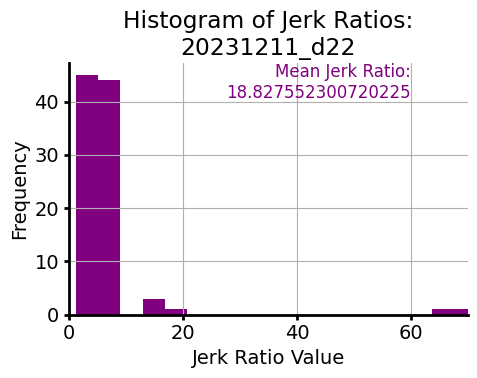 Histogram of Jerk Ratios:
20231211_d22
Mean Jerk Ratio:
18.827552300720225
Frequency
40
30
20
10
0
0 20 40 60
Jerk Ratio Value